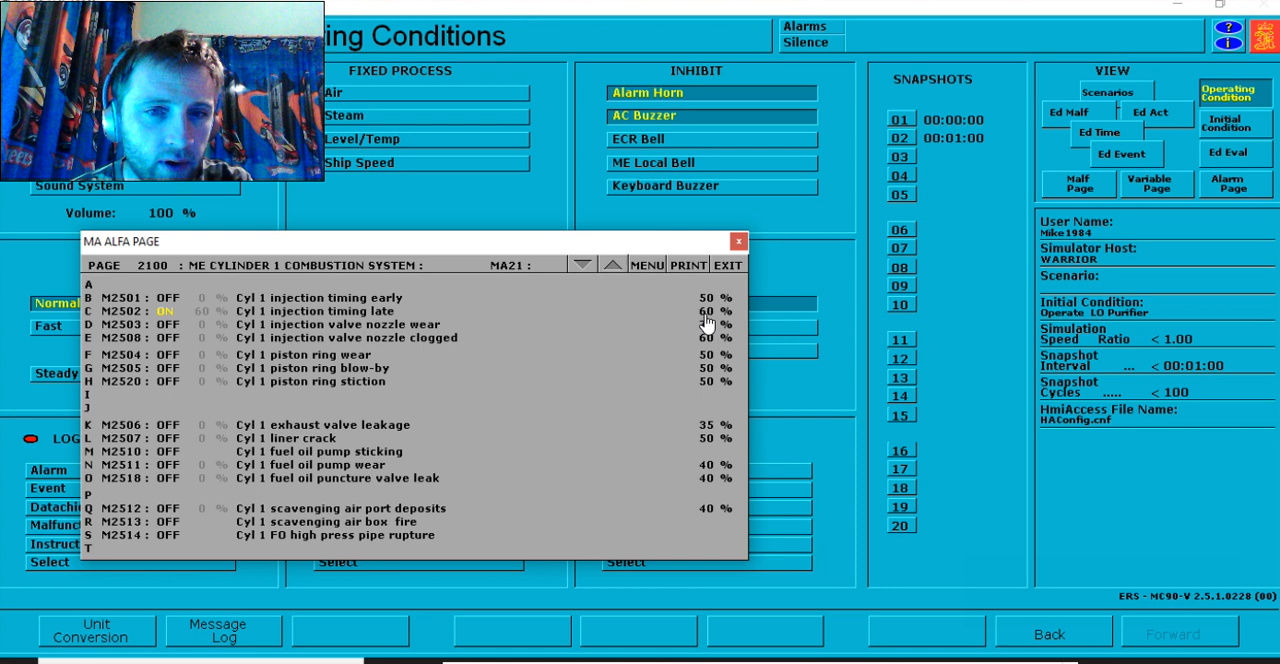 ing Conditions
Alarms
Silence
? i
FIXED PROCESS
Air
Steam
Level/Temp
Ship Speed
Sound System
Volume: 100 %
INHIBIT
Alarm Horn
AC Buzzer
ECR Bell
ME Local Bell
Keyboard Buzzer
SNAPSHOTS
01 00:00:00
02 00:01:00
03
04
05
06
07
08
09
10
11
12
13
14
15
16
17
18
19
20
VIEW
Scenarios
Ed Malf
Ed Act
Ed Time
Ed Event
Malf Page
Variable Page
Alarm Page
Operating Condition
Initial Condition
Ed Eval
User Name:
Mike1984
Simulator Host:
WARRIOR
Scenario:
Initial Condition:
Operate LO Purifier
Simulation
Speed Ratio < 1.00
Snapshot
Interval ... < 00:01:00
Snapshot
Cycles ..... < 100
HmiAccess File Name:
HAConfig.cnf
Normal
Fast
Steady
LOG
Alarm
Event
Datach
Malfunc
Instruct
Select
Select
Select
MA ALFA PAGE x
PAGE 2100 : ME CYLINDER 1 COMBUSTION SYSTEM : MA21 : MENU PRINT EXIT
A
B M2501 : OFF 0 % Cyl 1 injection timing early 50 %
C M2502 : ON 60 % Cyl 1 injection timing late 60 %
D M2503 : OFF 0 % Cyl 1 injection valve nozzle wear %
E M2508 : OFF 0 % Cyl 1 injection valve nozzle clogged 60 %
F M2504 : OFF 0 % Cyl 1 piston ring wear 50 %
G M2505 : OFF 0 % Cyl 1 piston ring blow-by 50 %
H M2520 : OFF 0 % Cyl 1 piston ring stiction 50 %
I
J
K M2506 : OFF 0 % Cyl 1 exhaust valve leakage 35 %
L M2507 : OFF 0 % Cyl 1 liner crack 50 %
M M2510 : OFF Cyl 1 fuel oil pump sticking
N M2511 : OFF 0 % Cyl 1 fuel oil pump wear 40 %
O M2518 : OFF 0 % Cyl 1 fuel oil puncture valve leak 40 %
P
Q M2512 : OFF 0 % Cyl 1 scavenging air port deposits 40 %
R M2513 : OFF Cyl 1 scavenging air box fire
S M2514 : OFF Cyl 1 FO high press pipe rupture
T
ERS - MC90-V 2.5.1.0228 (00)
Unit Conversion
Message Log
Back
Forward